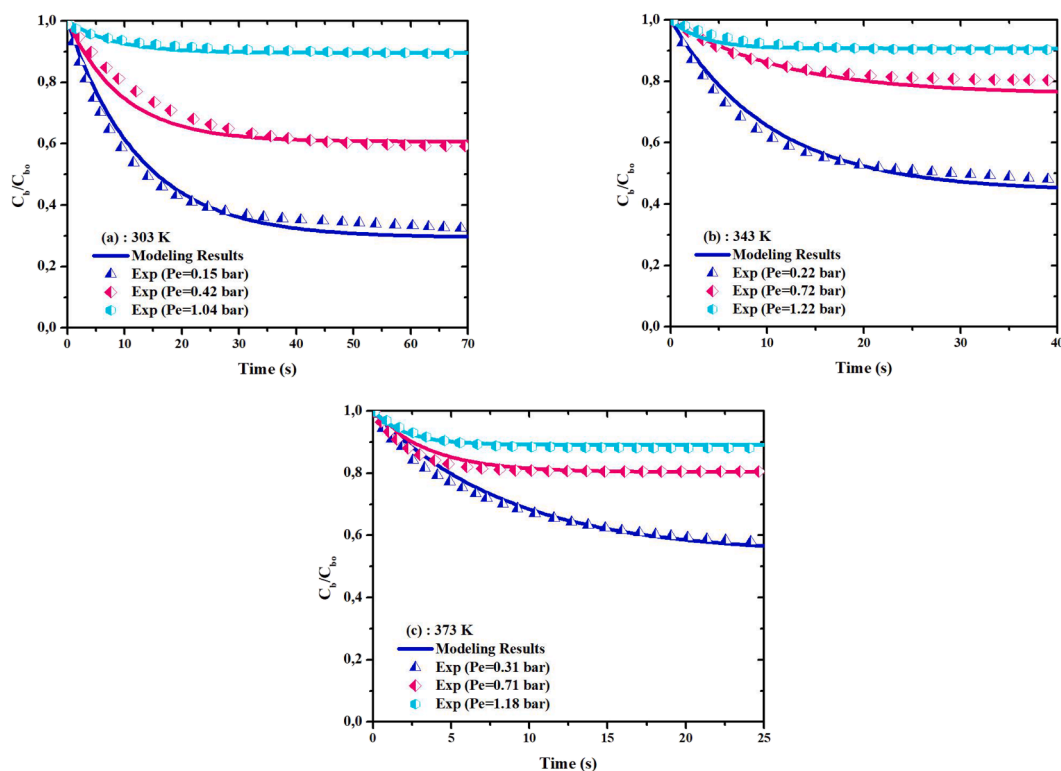 1,0
0,8
0,6
0,4
0,2
0,0
C_b/C_bo
(a) : 303 K
Modeling Results
Exp (Pe=0.15 bar)
Exp (Pe=0.42 bar)
Exp (Pe=1.04 bar)
0 10 20 30 40 50 60 70
Time (s)
1,0
0,8
0,6
0,4
0,2
0,0
C_b/C_bo
(b) : 343 K
Modeling Results
Exp (Pe=0.22 bar)
Exp (Pe=0.72 bar)
Exp (Pe=1.22 bar)
0 10 20 30 40
Time (s)
1,0
0,8
0,6
0,4
0,2
0,0
C_b/C_bo
(c) : 373 K
Modeling Results
Exp (Pe=0.31 bar)
Exp (Pe=0.71 bar)
Exp (Pe=1.18 bar)
0 5 10 15 20 25
Time (s)